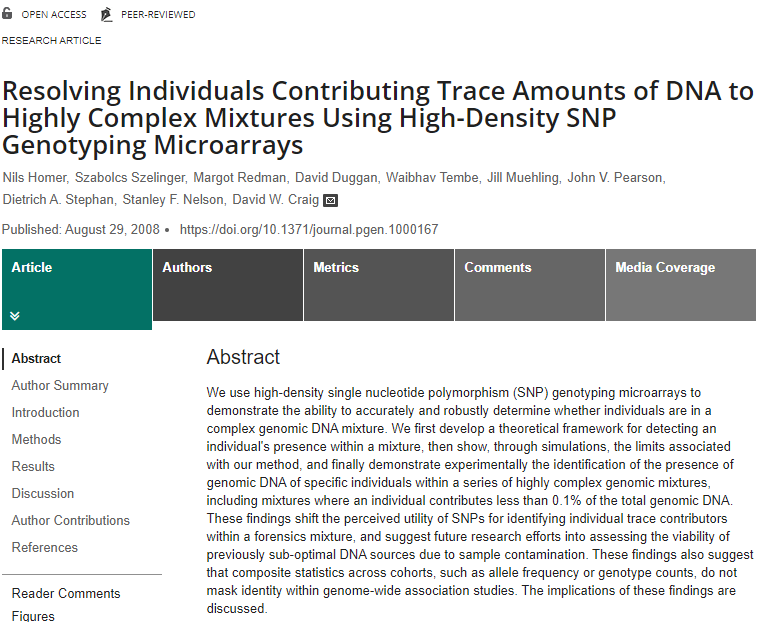 OPEN ACCESS PEER-REVIEWED
RESEARCH ARTICLE
Resolving Individuals Contributing Trace Amounts of DNA to
Highly Complex Mixtures Using High-Density SNP
Genotyping Microarrays
Nils Homer, Szabolcs Szelinger, Margot Redman, David Duggan, Waibhav Tembe, Jill Muehling, John V. Pearson,
Dietrich A. Stephan, Stanley F. Nelson, David W. Craig
Published: August 29, 2008 • https://doi.org/10.1371/journal.pgen.1000167
Article
Authors
Metrics
Comments
Media Coverage
Abstract
Author Summary
Introduction
Methods
Results
Discussion
Author Contributions
References
Reader Comments
Figures
Abstract
We use high-density single nucleotide polymorphism (SNP) genotyping microarrays to
demonstrate the ability to accurately and robustly determine whether individuals are in a
complex genomic DNA mixture. We first develop a theoretical framework for detecting an
individual's presence within a mixture, then show, through simulations, the limits associated
with our method, and finally demonstrate experimentally the identification of the presence of
genomic DNA of specific individuals within a series of highly complex genomic mixtures,
including mixtures where an individual contributes less than 0.1% of the total genomic DNA.
These findings shift the perceived utility of SNPs for identifying individual trace contributors
within a forensics mixture, and suggest future research efforts into assessing the viability of
previously sub-optimal DNA sources due to sample contamination. These findings also suggest
that composite statistics across cohorts, such as allele frequency or genotype counts, do not
mask identity within genome-wide association studies. The implications of these findings are
discussed.